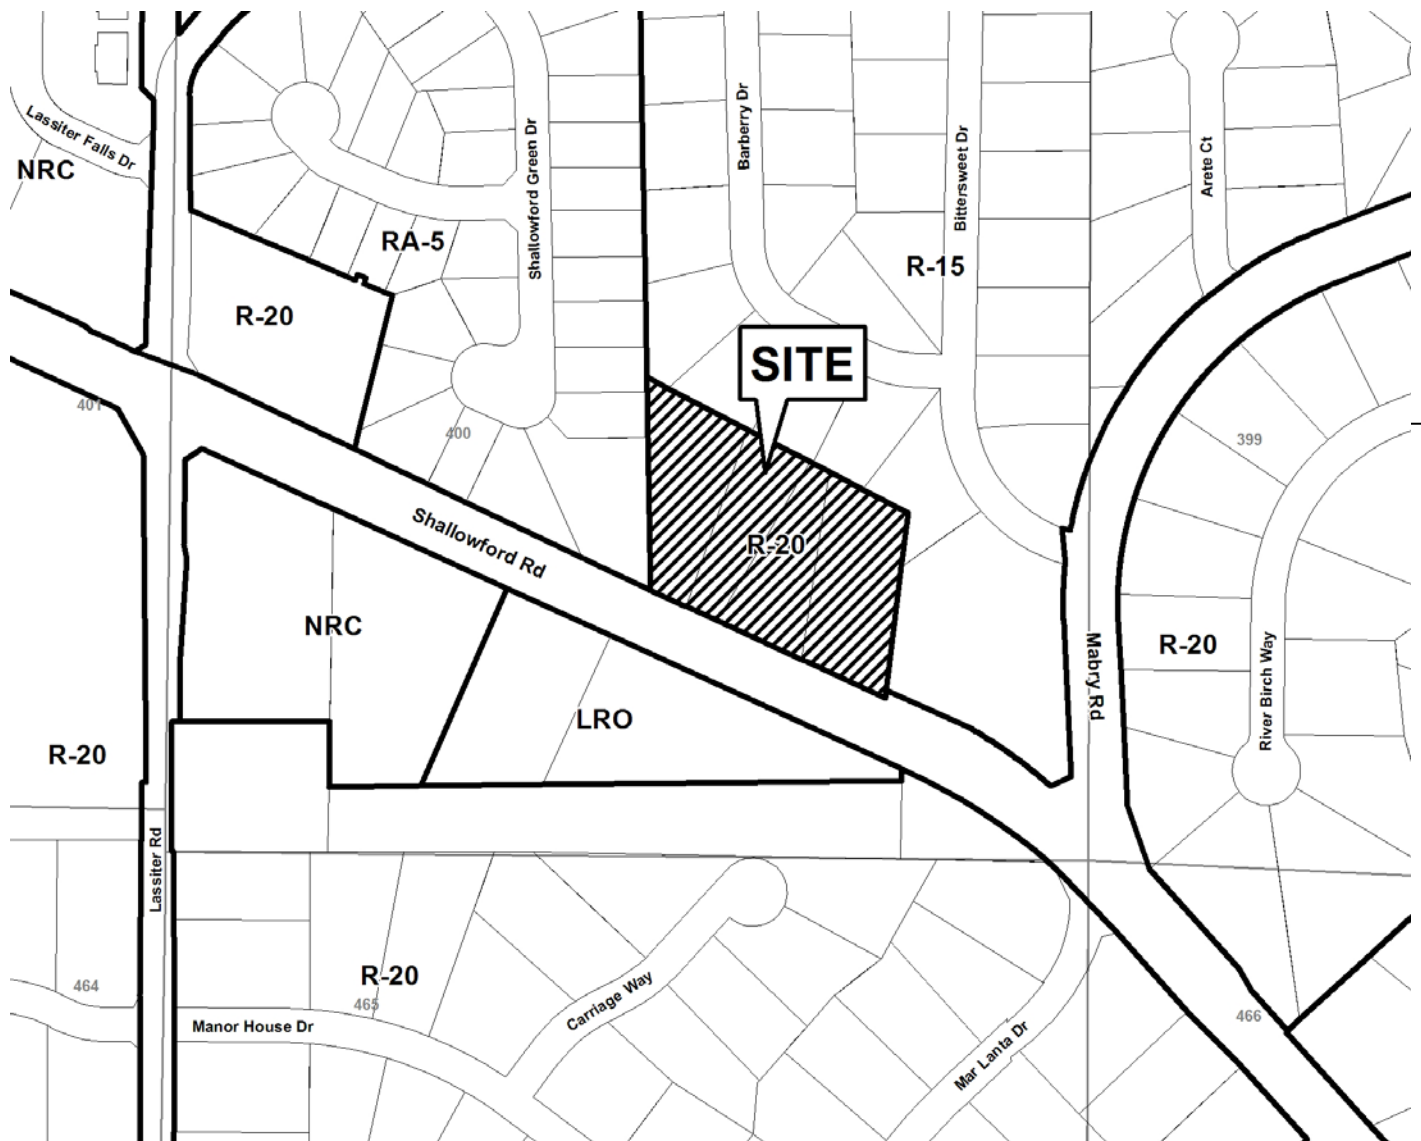 Lassiter Falls Dr
NRC
Shallowford Green Dr
Barberry Dr
Bittersweet Dr
Arete Ct
RA-5
R-15
R-20
SITE
401
400
399
Shallowford Rd
R-20
NRC
LRO
Mabry Rd
R-20
River Birch Way
R-20
Lassiter Rd
464
R-20
465
Manor House Dr
Carriage Way
Mar Lanta Dr
466